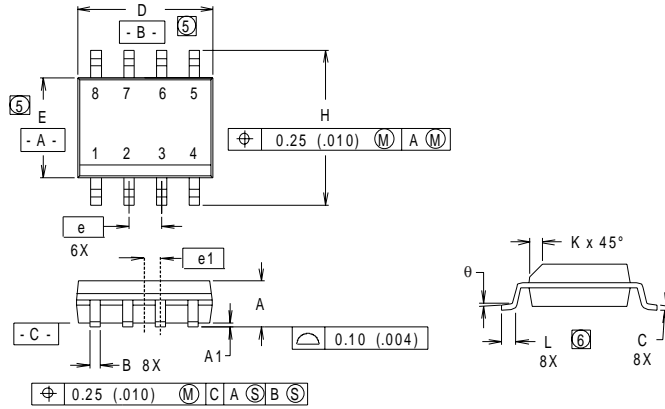 D
- B - 5
8 7 6 5
5
E
- A -
H
⌖ 0.25 (.010) Ⓜ A Ⓜ
1 2 3 4
e
6X
e1
K x 45°
θ
A
- C -
A1
⌓ 0.10 (.004)
L 6
8X
C
8X
B 8X
⌖ 0.25 (.010) Ⓜ C A Ⓢ B Ⓢ